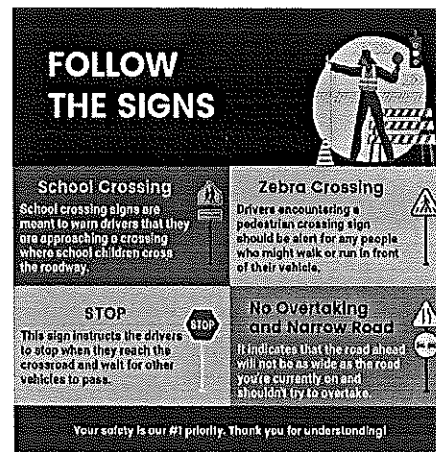 FOLLOW
THE SIGNS
School Crossing
School crossing signs are
meant to warn drivers that they
are approaching a crossing
where school children cross
the roadway.
Zebra Crossing
Drivers encountering a
pedestrian crossing sign
should be alert for any people
who might walk or run in front
of their vehicle.
STOP
This sign instructs the drivers
to stop when they reach the
crossroad and wait for other
vehicles to pass.
STOP
No Overtaking
and Narrow Road
It indicates that the road ahead
will not be as wide as the road
you're currently on and
shouldn't try to overtake.
Your safety is our #1 priority. Thank you for understanding!